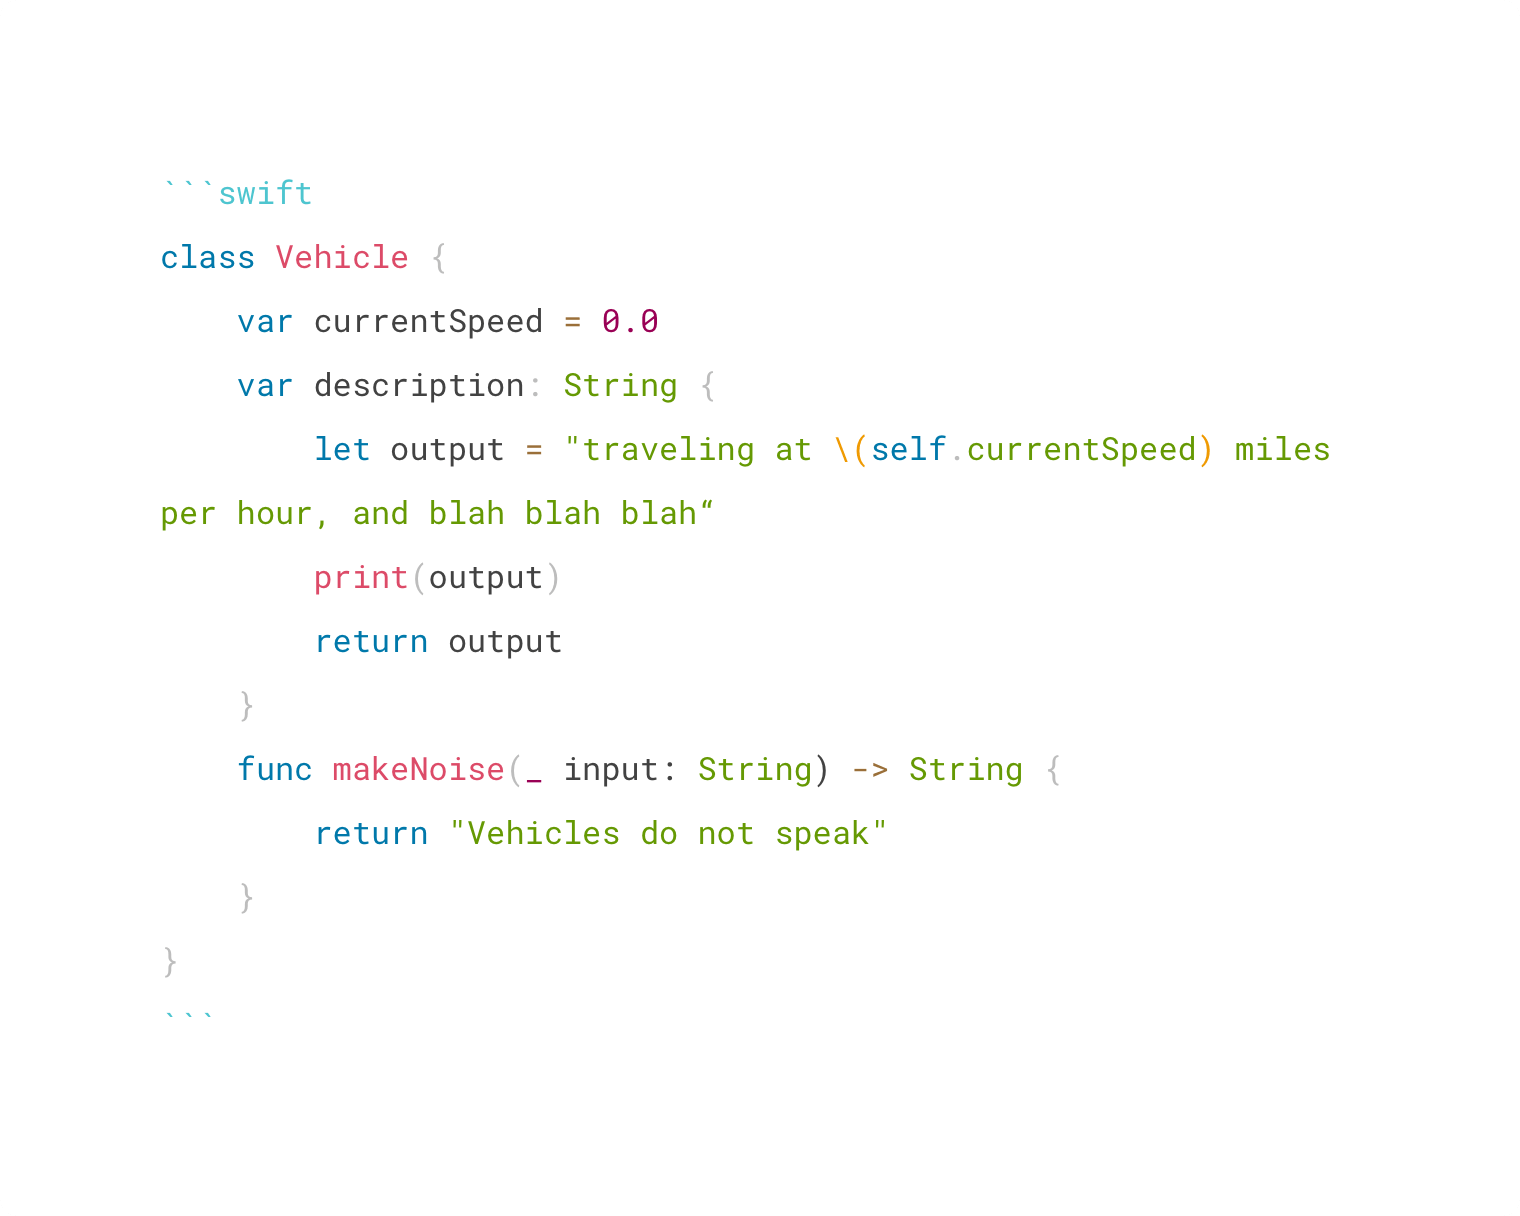 ```swift
class Vehicle {
    var currentSpeed = 0.0
    var description: String {
        let output = "traveling at \(self.currentSpeed) miles
per hour, and blah blah blah“
        print(output)
        return output
    }
    func makeNoise(_ input: String) -> String {
        return "Vehicles do not speak"
    }
}
```